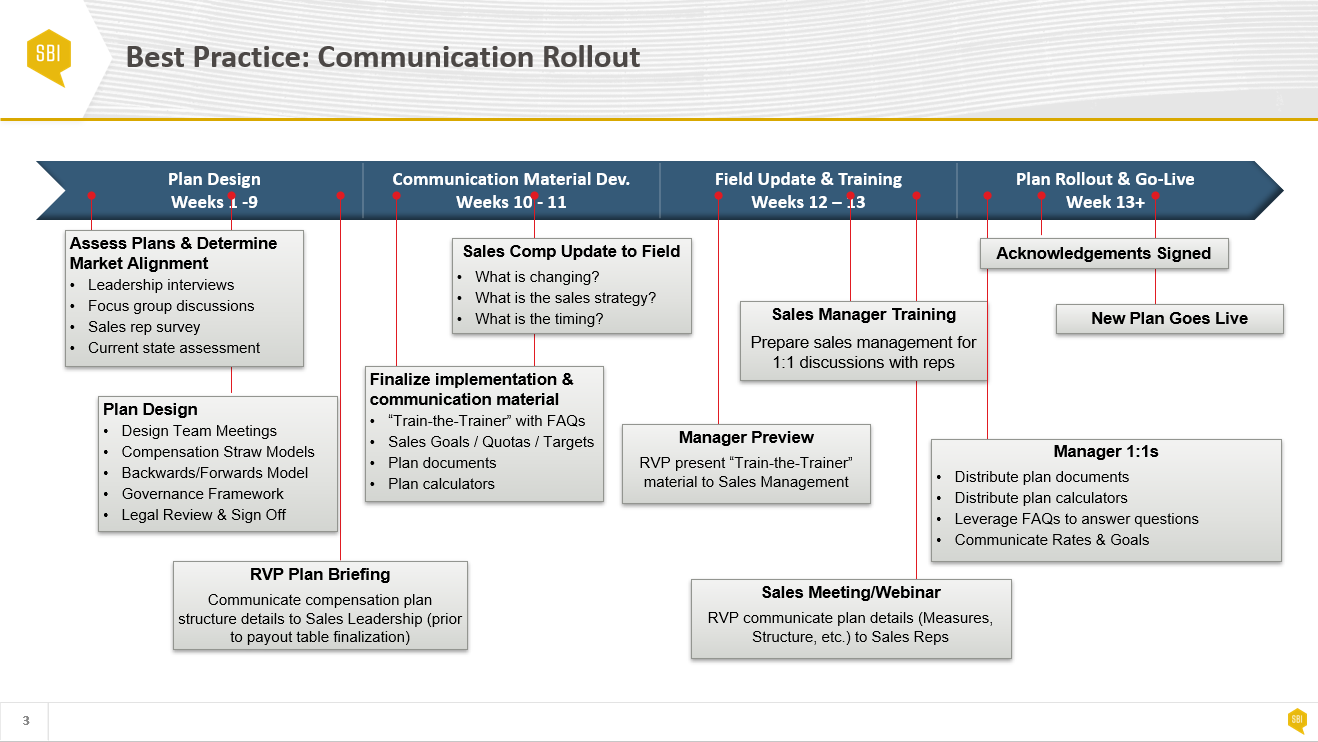 SBI
Best Practice: Communication Rollout
Plan Design
Weeks 1 -9
Communication Material Dev.
Weeks 10 - 11
Field Update & Training
Weeks 12 – 13
Plan Rollout & Go-Live
Week 13+
Assess Plans & Determine
Market Alignment
• Leadership interviews
• Focus group discussions
• Sales rep survey
• Current state assessment
Plan Design
• Design Team Meetings
• Compensation Straw Models
• Backwards/Forwards Model
• Governance Framework
• Legal Review & Sign Off
RVP Plan Briefing
Communicate compensation plan
structure details to Sales Leadership (prior
to payout table finalization)
Sales Comp Update to Field
• What is changing?
• What is the sales strategy?
• What is the timing?
Finalize implementation &
communication material
• “Train-the-Trainer” with FAQs
• Sales Goals / Quotas / Targets
• Plan documents
• Plan calculators
Sales Manager Training
Prepare sales management for
1:1 discussions with reps
Manager Preview
RVP present “Train-the-Trainer”
material to Sales Management
Sales Meeting/Webinar
RVP communicate plan details (Measures,
Structure, etc.) to Sales Reps
Acknowledgements Signed
New Plan Goes Live
Manager 1:1s
• Distribute plan documents
• Distribute plan calculators
• Leverage FAQs to answer questions
• Communicate Rates & Goals
3
SBI